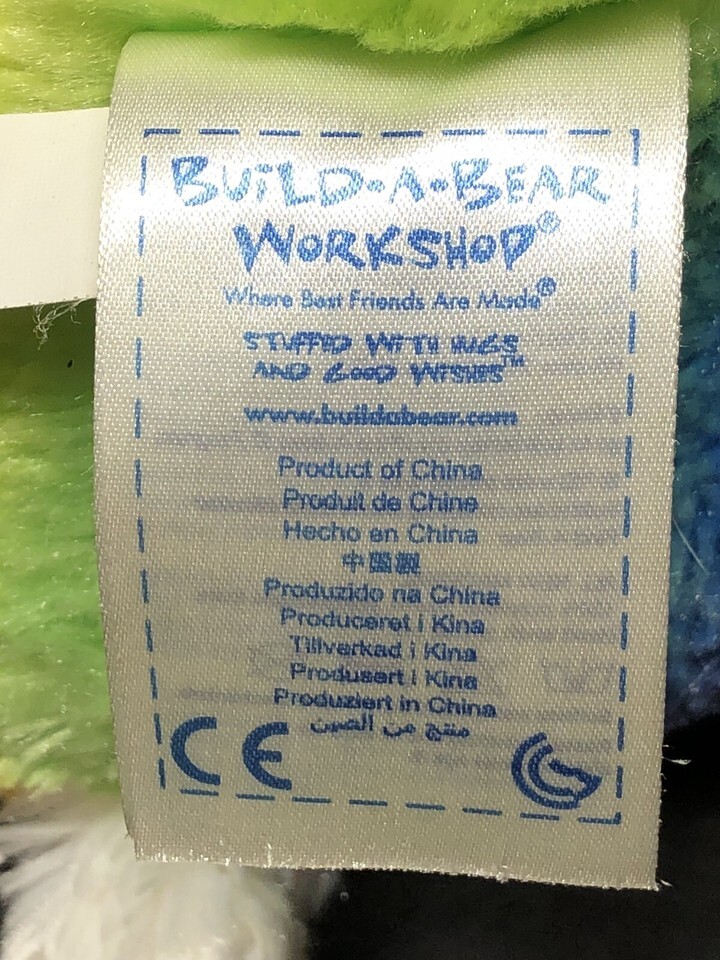 BUILD-A-BEAR
WORKSHOP®
Where Best Friends Are Made®
STUFFED WITH HUGS
AND GOOD WISHES™
www.buildabear.com
Product of China
Produit de Chine
Hecho en China
中国製
Produzido na China
Produceret i Kina
Tillverkad i Kina
Produsert i Kina
Produziert in China
منتج من الصين
CE